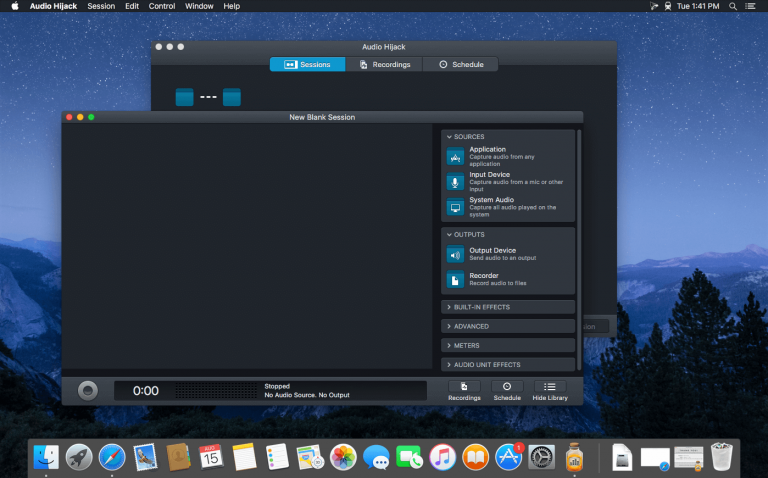 Audio Hijack Session Edit Control Window Help Tue 1:41 PM
Audio Hijack
Sessions Recordings Schedule
New Blank Session
SOURCES
Application
Capture audio from any
application
Input Device
Capture audio from a mic or other
input
System Audio
Capture all audio played on the
system
OUTPUTS
Output Device
Send audio to an output
Recorder
Record audio to files
BUILT-IN EFFECTS
ADVANCED
METERS
AUDIO UNIT EFFECTS
0:00
Stopped
No Audio Source. No Output
Recordings Schedule Hide Library
15
1